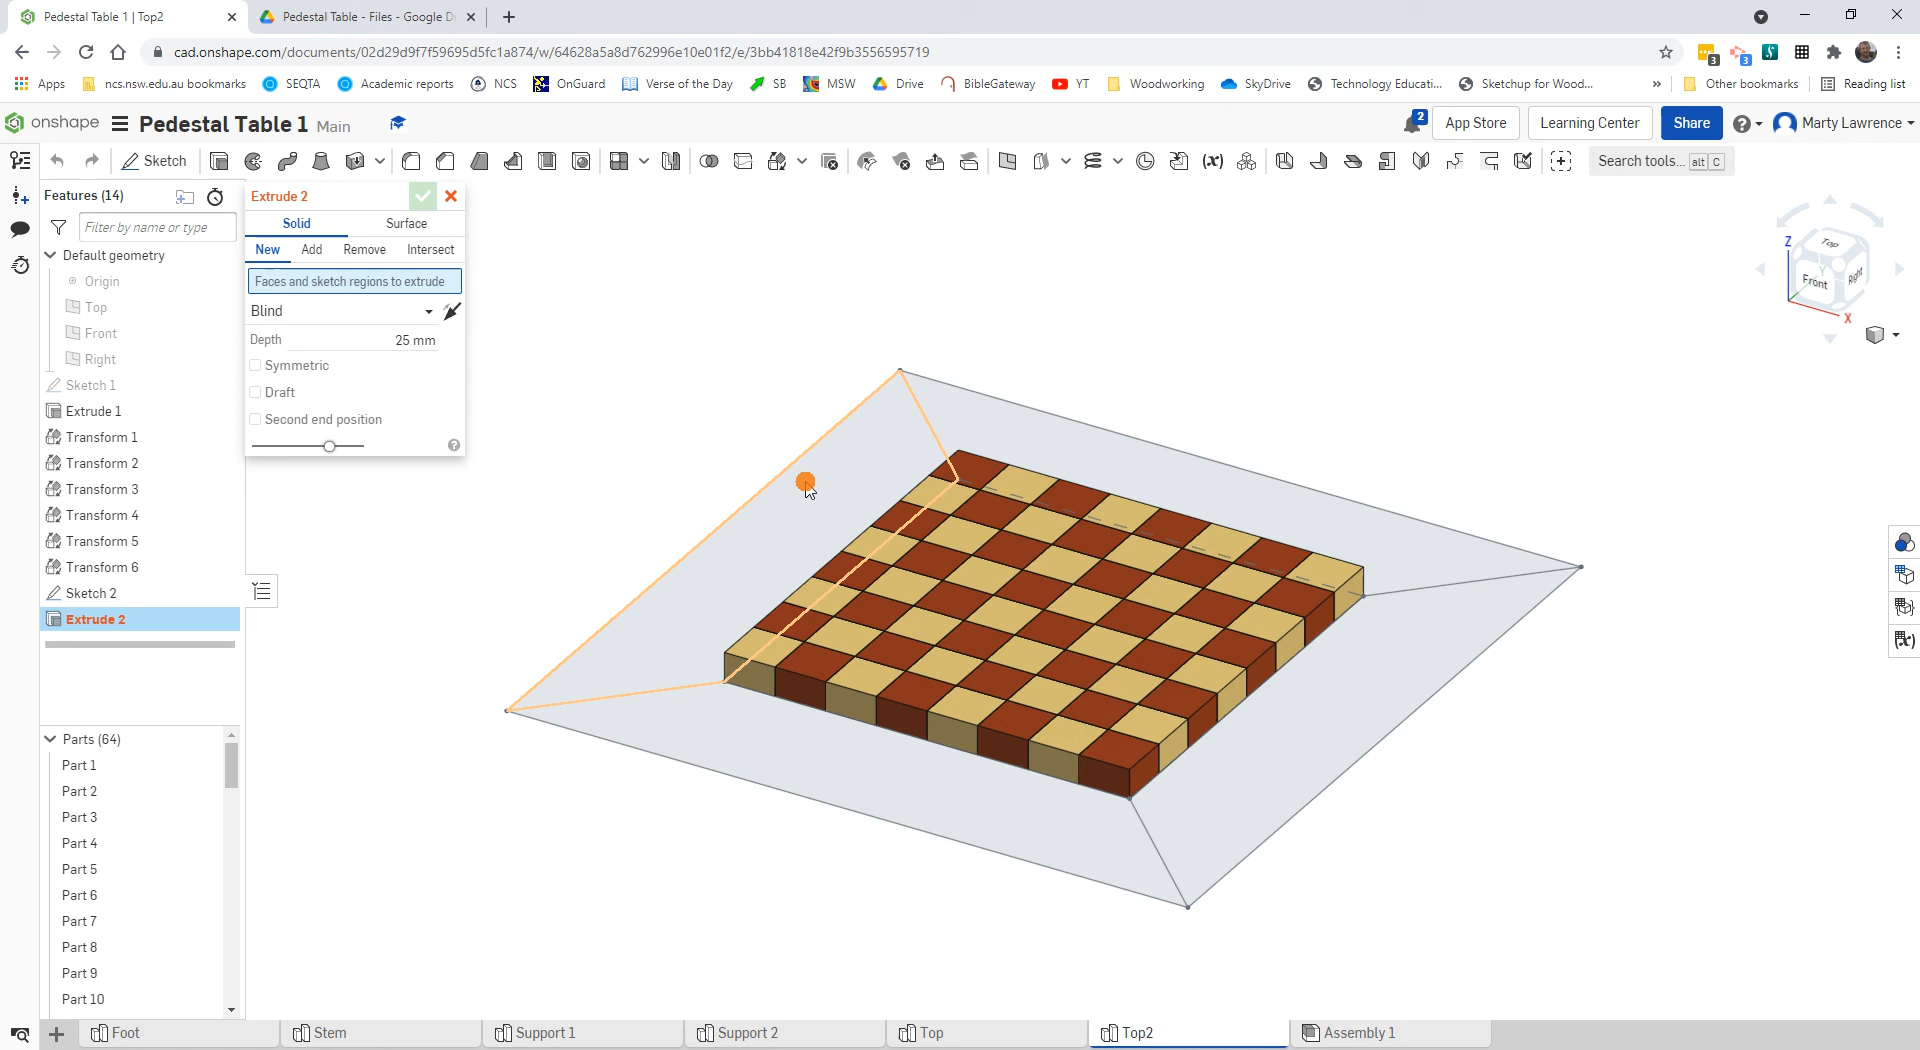 Pedestal Table 1 | Top2
Pedestal Table - Files - Google Dr
cad.onshape.com/documents/02d29d9f7f59695d5fc1a874/w/64628a5a8d762996e10e01f2/e/3bb41818e42f9b3556595719
3
3
Apps
ncs.nsw.edu.au bookmarks
SEQTA
Academic reports
NCS
OnGuard
Verse of the Day
SB
MSW
Drive
BibleGateway
YT
Woodworking
SkyDrive
Technology Educati...
Sketchup for Wood...
»
Other bookmarks
Reading list
onshape
Pedestal Table 1 Main
2
App Store
Learning Center
Share
Marty Lawrence
Sketch
Search tools... alt C
Features (14)
Filter by name or type
Default geometry
Origin
Top
Front
Right
Sketch 1
Extrude 1
Transform 1
Transform 2
Transform 3
Transform 4
Transform 5
Transform 6
Sketch 2
Extrude 2
Extrude 2
Solid
Surface
New
Add
Remove
Intersect
Faces and sketch regions to extrude
Blind
Depth
25 mm
Symmetric
Draft
Second end position
Z
Top
Y
Front
Right
X
Parts (64)
Part 1
Part 2
Part 3
Part 4
Part 5
Part 6
Part 7
Part 8
Part 9
Part 10
Foot
Stem
Support 1
Support 2
Top
Top2
Assembly 1